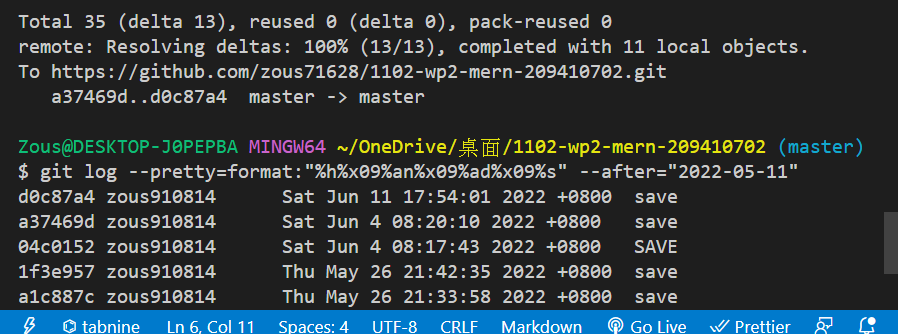 Total 35 (delta 13), reused 0 (delta 0), pack-reused 0
remote: Resolving deltas: 100% (13/13), completed with 11 local objects.
To https://github.com/zous71628/1102-wp2-mern-209410702.git
   a37469d..d0c87a4  master -> master
Zous@DESKTOP-J0PEPBA MINGW64 ~/OneDrive/桌面/1102-wp2-mern-209410702 (master)
$ git log --pretty=format:"%h%x09%an%x09%ad%x09%s" --after="2022-05-11"
d0c87a4 zous910814      Sat Jun 11 17:54:01 2022 +0800  save
a37469d zous910814      Sat Jun 4 08:20:10 2022 +0800   save
04c0152 zous910814      Sat Jun 4 08:17:43 2022 +0800   SAVE
1f3e957 zous910814      Thu May 26 21:42:35 2022 +0800  save
a1c887c zous910814      Thu May 26 21:33:58 2022 +0800  save
tabnine Ln 6, Col 11 Spaces: 4 UTF-8 CRLF Markdown Go Live Prettier